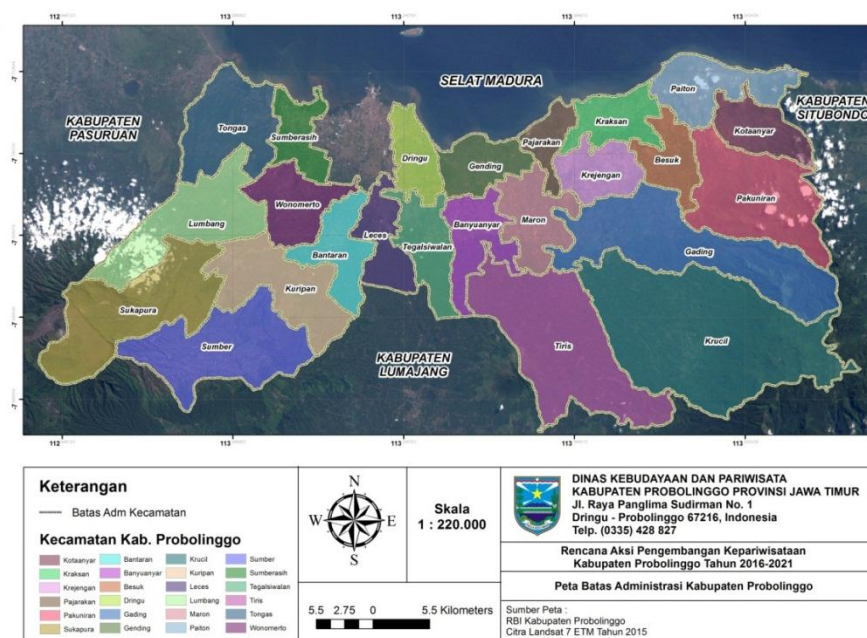 SELAT MADURA
KABUPATEN
PASURUAN
KABUPATEN
SITUBONDO
KABUPATEN
LUMAJANG
Tongas
Sumberasih
Dringu
Gending
Pajarakan
Kraksan
Paiton
Kotaanyar
Besuk
Krejengan
Pakuniran
Lumbang
Wonomerto
Bantaran
Leces
Tegalsiwalan
Banyuanyar
Maron
Gading
Sukapura
Kuripan
Sumber
Tiris
Krucil
Keterangan
Batas Adm Kecamatan
Kecamatan Kab. Probolinggo
Kotaanyar
Kraksan
Krejengan
Pajarakan
Pakuniran
Sukapura
Bantaran
Banyuanyar
Besuk
Dringu
Gading
Gending
Krucil
Kuripan
Leces
Lumbang
Maron
Paiton
Sumber
Sumberasih
Tegalsiwalan
Tiris
Tongas
Wonomerto
N
W E
S
Skala
1 : 220.000
5.5 2.75 0 5.5 Kilometers
DINAS KEBUDAYAAN DAN PARIWISATA
KABUPATEN PROBOLINGGO PROVINSI JAWA TIMUR
Jl. Raya Panglima Sudirman No. 1
Dringu - Probolinggo 67216, Indonesia
Telp. (0335) 428 827
Rencana Aksi Pengembangan Kepariwisataan
Kabupaten Probolinggo Tahun 2016-2021
Peta Batas Administrasi Kabupaten Probolinggo
Sumber Peta :
RBI Kabupaten Probolinggo
Citra Landsat 7 ETM Tahun 2015